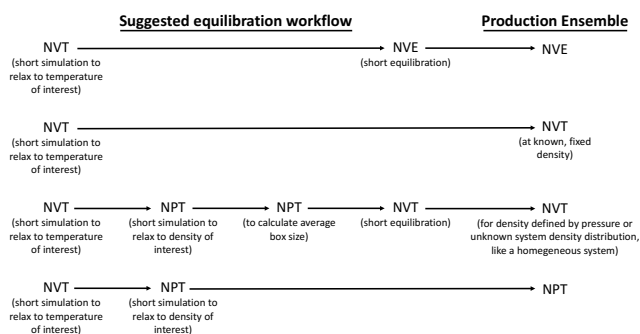 Suggested equilibration workflow
Production Ensemble
NVT
(short simulation to
relax to temperature
of interest)
NVE
(short equilibration)
NVE
NVT
(short simulation to
relax to temperature
of interest)
NVT
(at known, fixed
density)
NVT
(short simulation to
relax to temperature
of interest)
NPT
(short simulation to
relax to density of
interest)
NPT
(to calculate average
box size)
NVT
(short equilibration)
NVT
(for density defined by pressure or
unknown system density distribution,
like a homegeneous system)
NVT
(short simulation to
relax to temperature
of interest)
NPT
(short simulation to
relax to density of
interest)
NPT